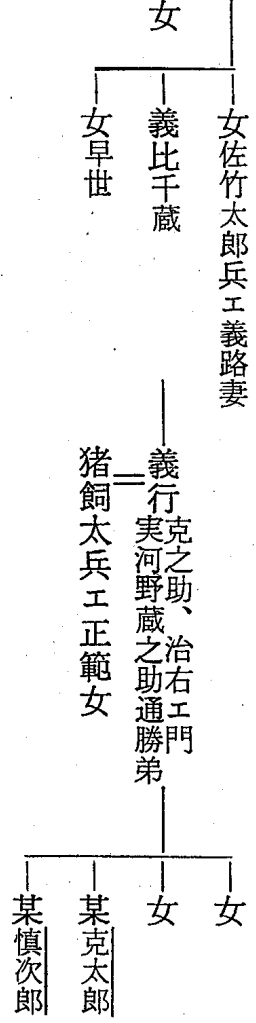 女
女佐竹太郎兵エ義路妻
義比千蔵
女早世
義行克之助、治右エ門
実河野蔵之助通勝弟
猪飼太兵エ正範女
女
女
某克太郎
某慎次郎